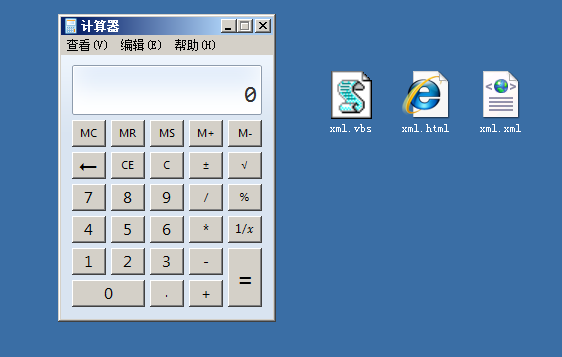 计算器
查看(V) 编辑(E) 帮助(H)
0
MC MR MS M+ M-
← CE C ± √
7 8 9 / %
4 5 6 * 1/x
1 2 3 - =
0 . +
xml.vbs xml.html xml.xml